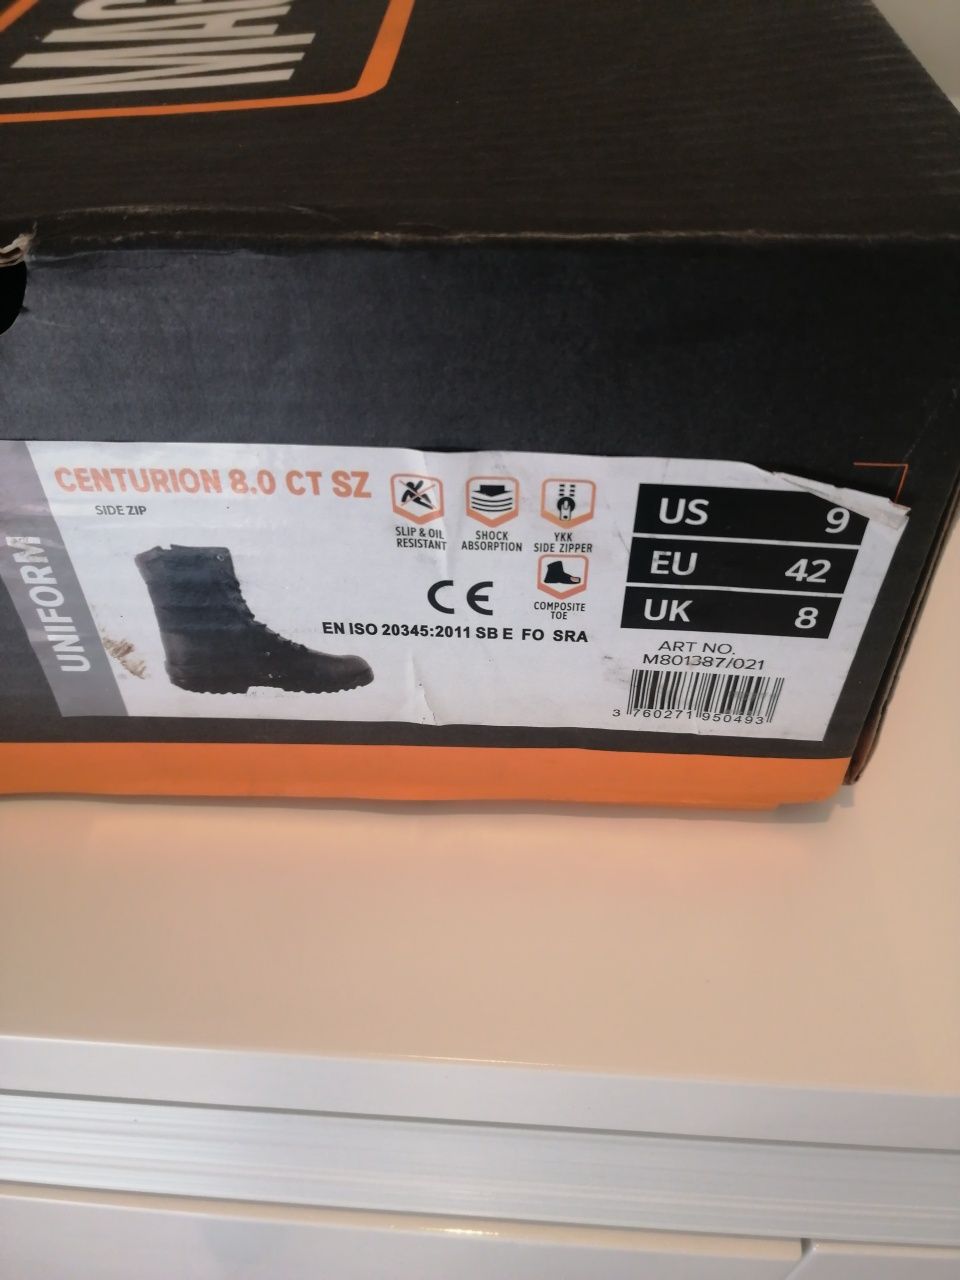 MAG
CENTURION 8.0 CT SZ
SIDE ZIP
UNIFORM
SLIP & OIL
RESISTANT
SHOCK
ABSORPTION
YKK
SIDE ZIPPER
COMPOSITE
TOE
CE
EN ISO 20345:2011 SB E FO SRA
US 9
EU 42
UK 8
ART NO.
M801387/021
3 760271 950493